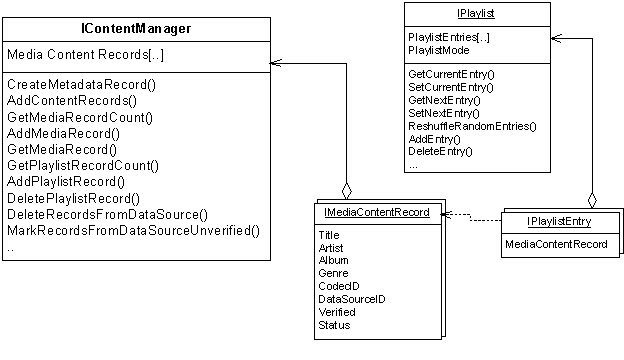 IContentManager
Media Content Records[..]
CreateMetadataRecord()
AddContentRecords()
GetMediaRecordCount()
AddMediaRecord()
GetMediaRecord()
GetPlaylistRecordCount()
AddPlaylistRecord()
DeletePlaylistRecord()
DeleteRecordsFromDataSource()
MarkRecordsFromDataSourceUnverified()
..
IPlaylist
PlaylistEntries[..]
PlaylistMode
GetCurrentEntry()
SetCurrentEntry()
GetNextEntry()
SetNextEntry()
ReshuffleRandomEntries()
AddEntry()
DeleteEntry()
...
IMediaContentRecord
Title
Artist
Album
Genre
CodecID
DataSourceID
Verified
Status
IPlaylistEntry
MediaContentRecord